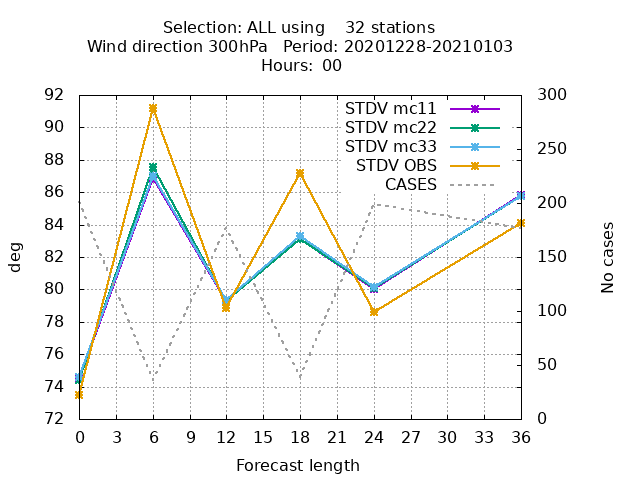 Selection: ALL using    32 stations
Wind direction 300hPa   Period: 20201228-20210103
Hours: 00
STDV mc11
STDV mc22
STDV mc33
STDV OBS
CASES
92
90
88
86
84
82
80
78
76
74
72
deg
300
250
200
150
100
50
0
No cases
0 3 6 9 12 15 18 21 24 27 30 33 36
Forecast length